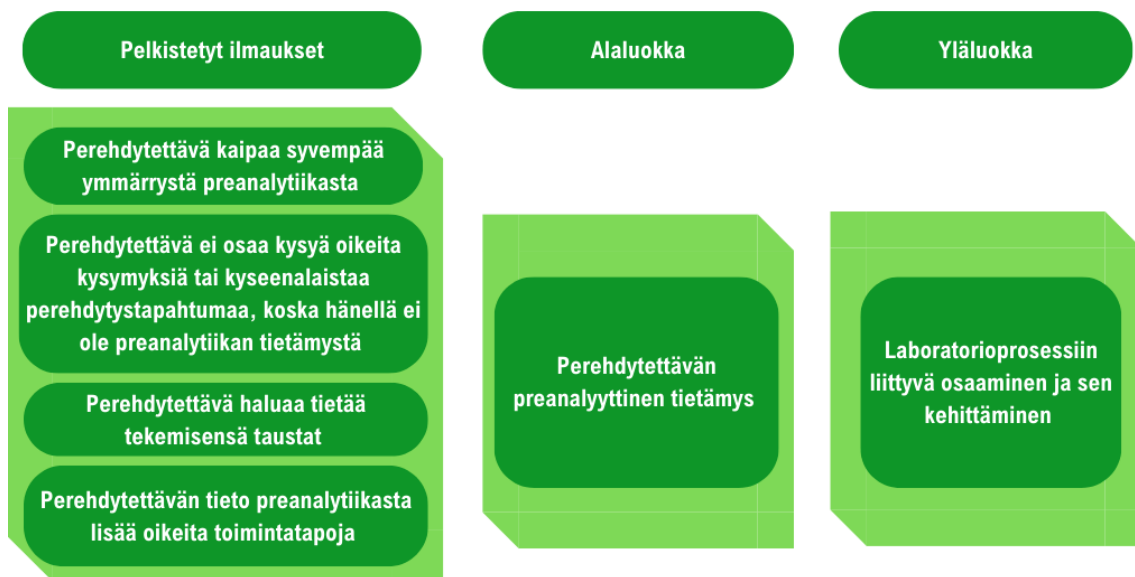 Pelkistetyt ilmaukset
Alaluokka
Yläluokka
Perehdytettävä kaipaa syvempää
ymmärrystä preanalytiikasta
Perehdytettävä ei osaa kysyä oikeita
kysymyksiä tai kyseenalaistaa
perehdytystapahtumaa, koska hänellä ei
ole preanalytiikan tietämystä
Perehdytettävä haluaa tietää
tekemisensä taustat
Perehdytettävän tieto preanalytiikasta
lisää oikeita toimintatapoja
Perehdytettävän
preanalyyttinen tietämys
Laboratorioprosessiin
liittyvä osaaminen ja sen
kehittäminen